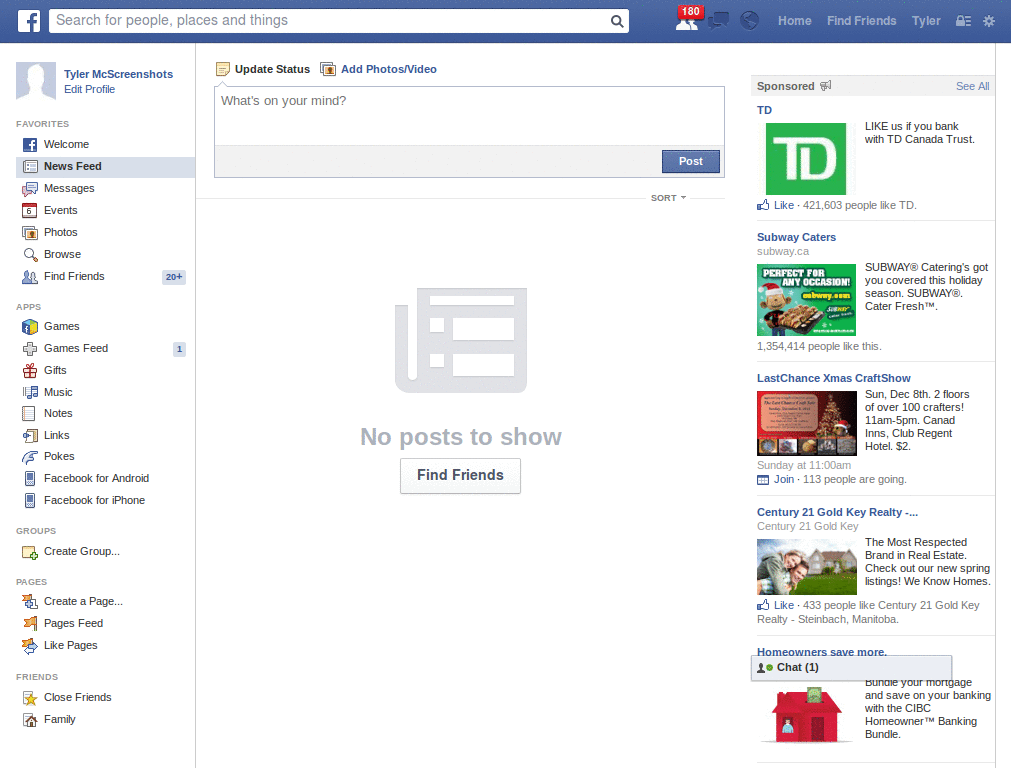 Search for people, places and things
180
Home Find Friends Tyler
Tyler McScreenshots
Edit Profile
FAVORITES
Welcome
News Feed
Messages
6
Events
Photos
Browse
Find Friends 20+
APPS
Games
Games Feed 1
Gifts
Music
Notes
Links
Pokes
Facebook for Android
Facebook for iPhone
GROUPS
Create Group...
PAGES
Create a Page...
Pages Feed
Like Pages
FRIENDS
Close Friends
Family
Update Status Add Photos/Video
What's on your mind?
Post
SORT
No posts to show
Find Friends
Sponsored See All
TD
TD
LIKE us if you bank
with TD Canada Trust.
Like · 421,603 people like TD.
Subway Caters
subway.ca
PERFECT FOR
ANY OCCASION!
subway.com
SUBWAY
SUBWAY® Catering's got
you covered this holiday
season. SUBWAY®.
Cater Fresh™.
1,354,414 people like this.
LastChance Xmas CraftShow
Sun, Dec 8th. 2 floors
of over 100 crafters!
11am-5pm. Canad
Inns, Club Regent
Hotel. $2.
Sunday at 11:00am
Join · 113 people are going.
Century 21 Gold Key Realty -...
Century 21 Gold Key
The Most Respected
Brand in Real Estate.
Check out our new spring
listings! We Know Homes.
Like · 433 people like Century 21 Gold Key
Realty - Steinbach, Manitoba.
Homeowners save more.
Chat (1)
Bundle your mortgage
and save on your banking
with the CIBC
Homeowner™ Banking
Bundle.